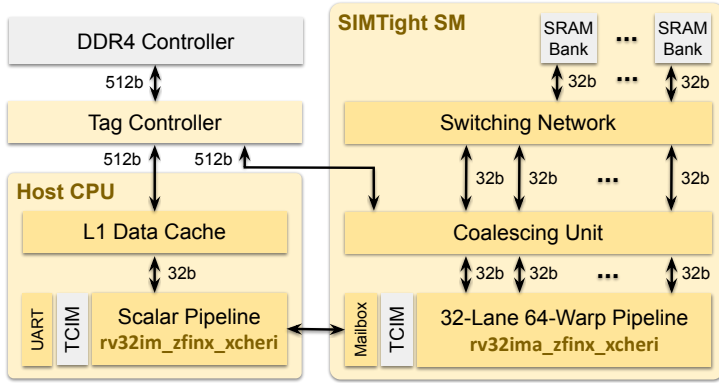 DDR4 Controller
512b
Tag Controller
512b
512b
Host CPU
L1 Data Cache
32b
UART
TCIM
Scalar Pipeline
rv32im_zfinx_xcheri
SIMTight SM
SRAM
Bank
...
SRAM
Bank
32b
...
32b
Switching Network
32b
32b
...
32b
Coalescing Unit
32b
32b
...
32b
Mailbox
TCIM
32-Lane 64-Warp Pipeline
rv32ima_zfinx_xcheri